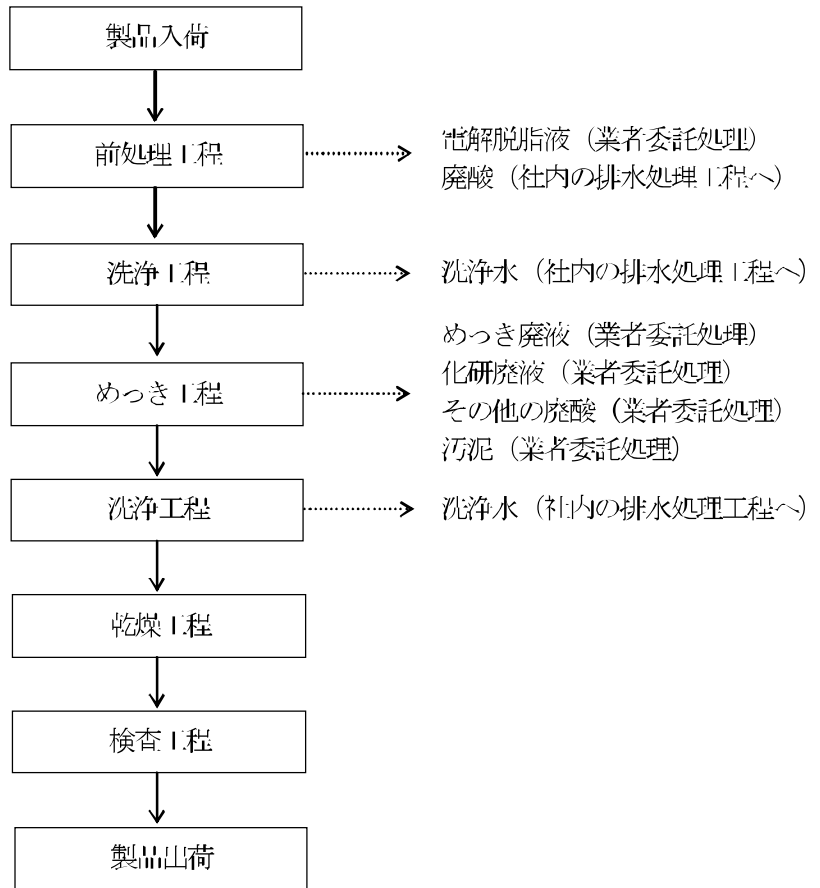 製品入荷
前処理工程
電解脱脂液（業者委託処理）
廃酸（社内の排水処理工程へ）
洗浄工程
洗浄水（社内の排水処理工程へ）
めっき工程
めっき廃液（業者委託処理）
化研廃液（業者委託処理）
その他の廃酸（業者委託処理）
汚泥（業者委託処理）
洗浄工程
洗浄水（社内の排水処理工程へ）
乾燥工程
検査工程
製品出荷